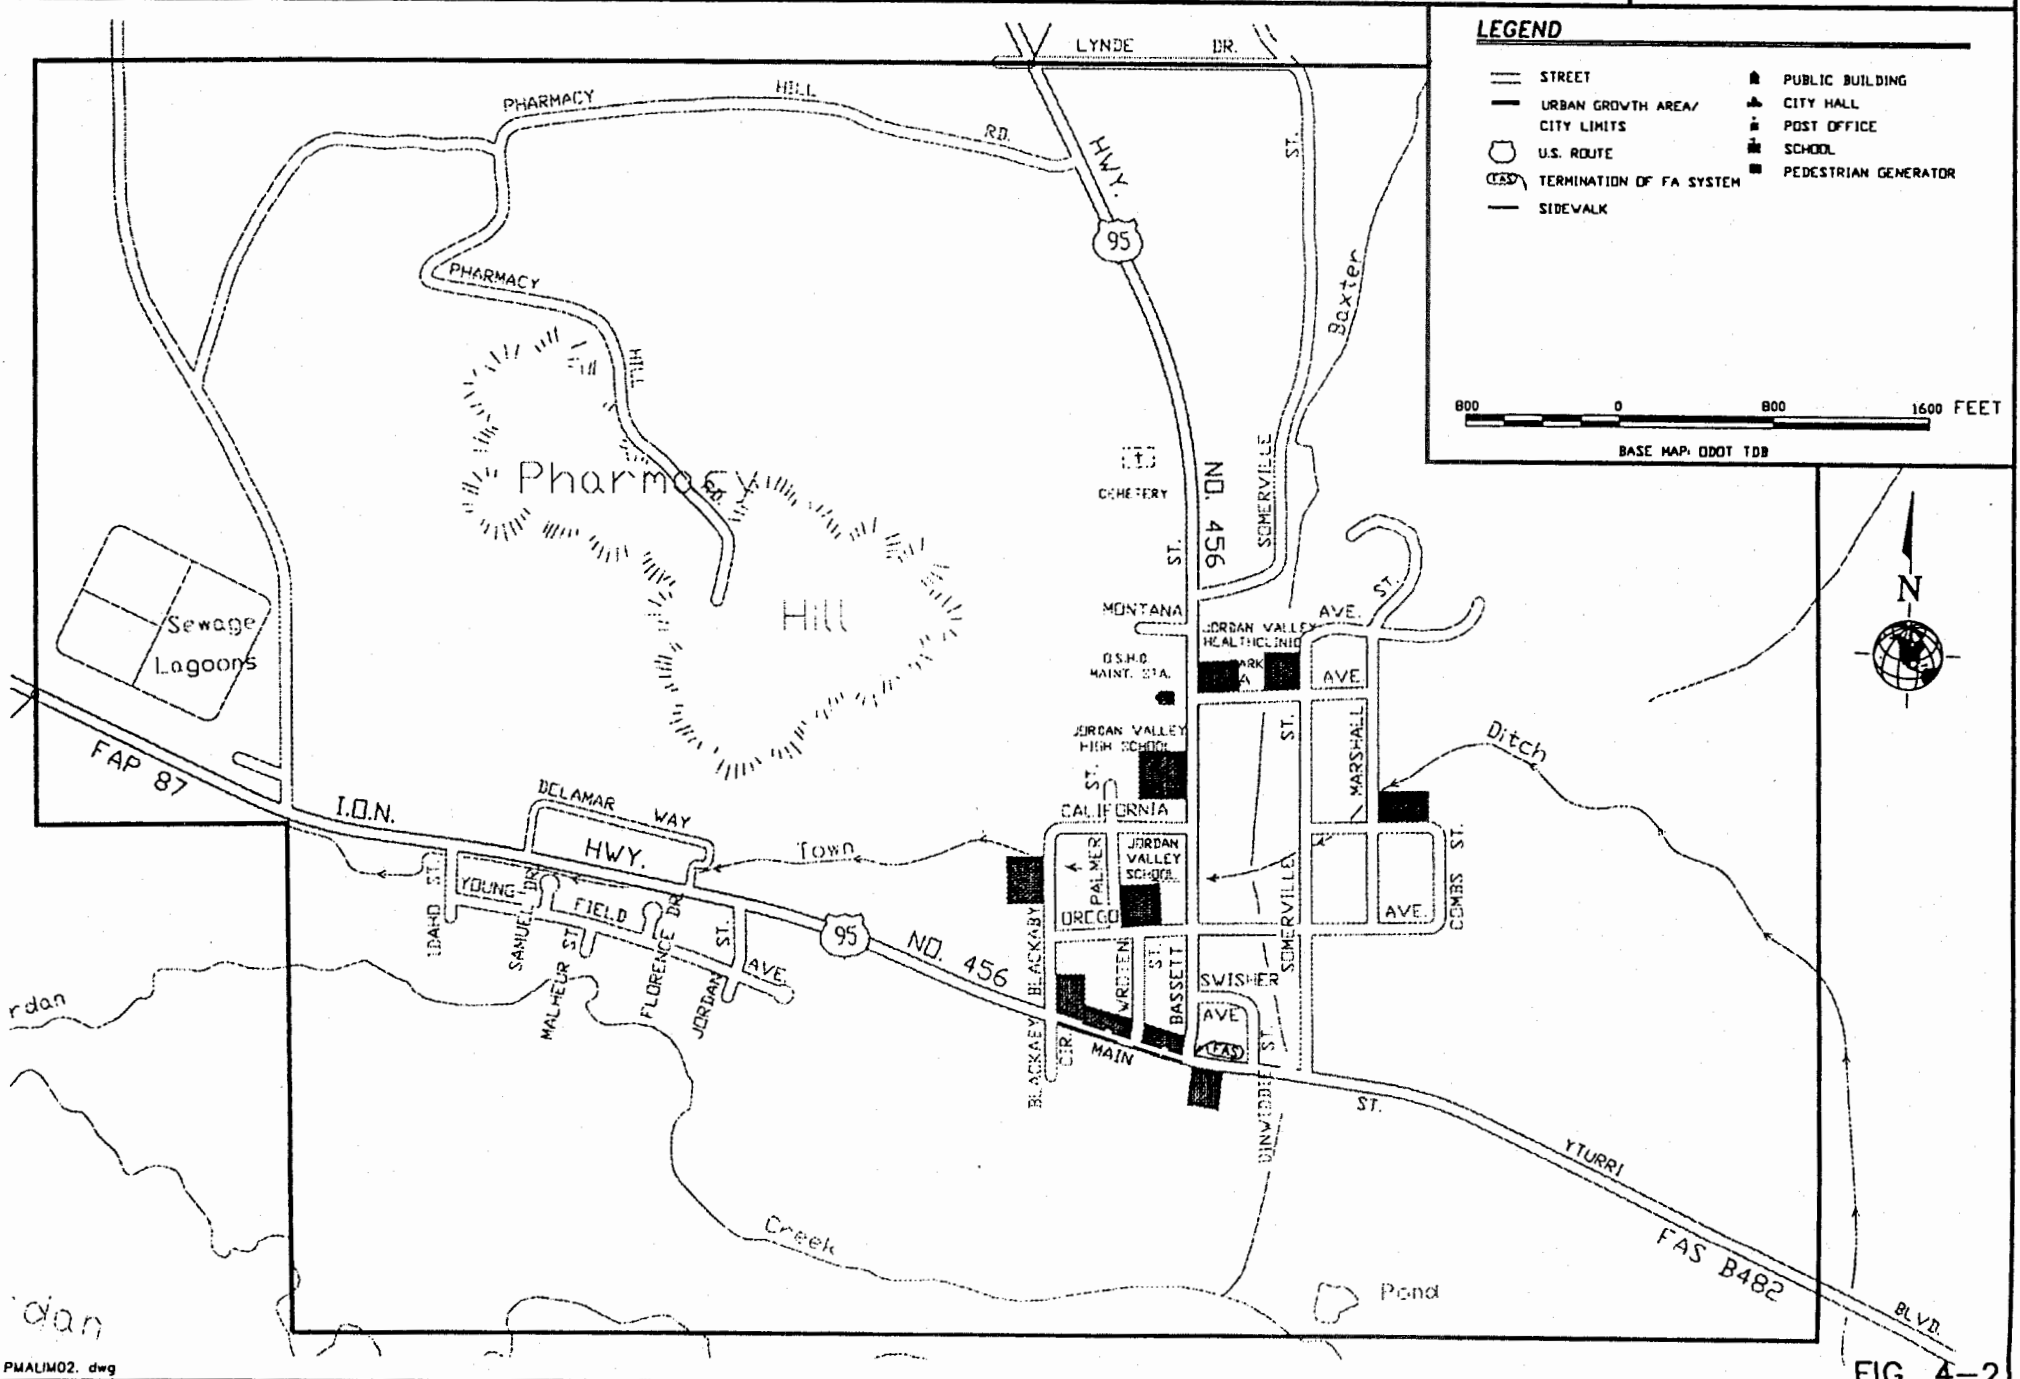 LEGEND
STREET
URBAN GROWTH AREA/
CITY LIMITS
U.S. ROUTE
FAS TERMINATION OF FA SYSTEM
SIDEWALK
PUBLIC BUILDING
CITY HALL
POST OFFICE
SCHOOL
PEDESTRIAN GENERATOR
800 0 800 1600 FEET
BASE MAP: ODOT TDB
N
LYNDE DR.
PHARMACY HILL RD.
HWY.
95
ST.
Baxter
PHARMACY
HILL
RD.
Pharmacy
Hill
CEMETERY
NO. 456
SOMERVILLE
ST.
ST.
Sewage
Lagoons
MONTANA
AVE.
JORDAN VALLEY
HEALTHCLINIC
O.S.H.D.
MAINT. STA.
AVE
JORDAN VALLEY
HIGH SCHOOL
ST.
ST.
MARSHALL
Ditch
FAP 87
I.O.N.
HWY.
DELAMAR WAY
Town
CALIFORNIA
JORDAN
VALLEY
SCHOOL
PALMER
SOMERVILLE
COMBS ST.
IDAHO ST.
YOUNG-
FIELD
SAMUEL DR.
MALHEUR ST.
FLORENCE DR.
JORDAN ST.
AVE.
95
NO. 456
BLACKABY
OREGO
AVE.
WROTEN
ST.
BASSETT
SWISHER
AVE
BLACKABY
CIR.
MAIN
FAS
DINWIDDIE ST.
ST.
YTURRI
FAS B482
BLVD.
rdan
Creek
Pond
dan
PMALIM02. dwg
FIG. 4-2